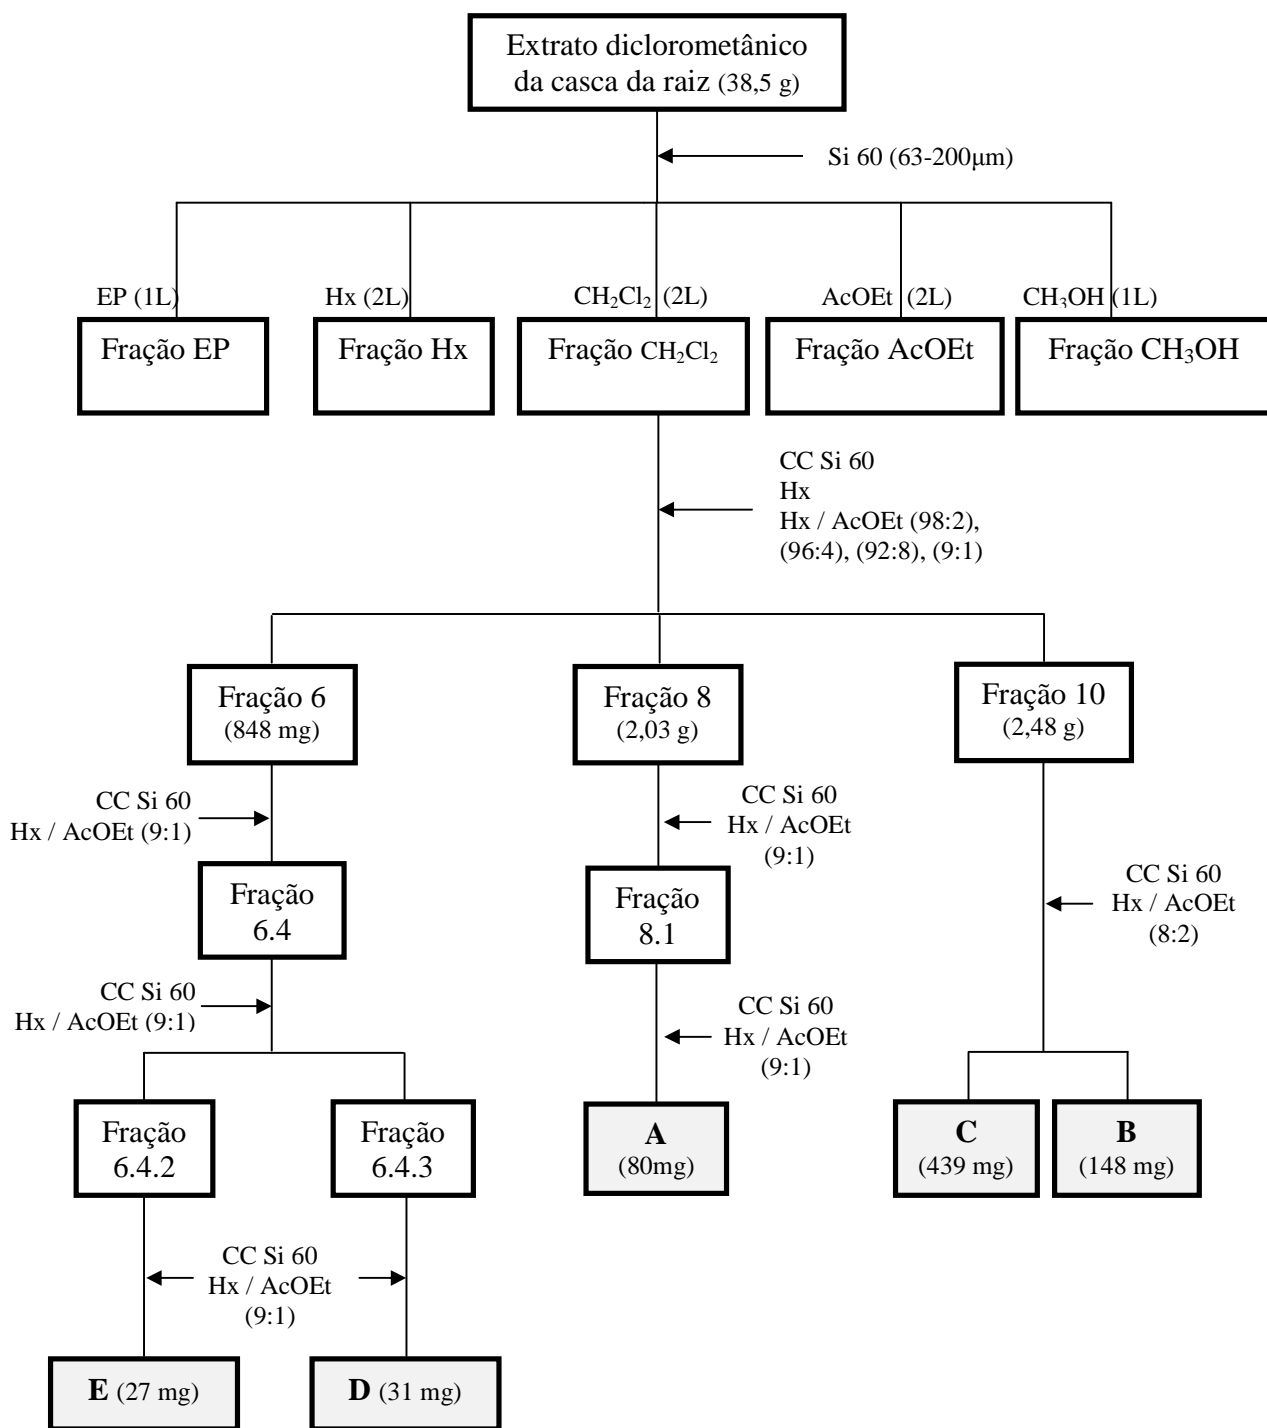 Extrato diclorometânico
da casca da raiz (38,5 g)
Si 60 (63-200μm)
EP (1L)
Hx (2L)
CH₂Cl₂ (2L)
AcOEt (2L)
CH₃OH (1L)
Fração EP
Fração Hx
Fração CH₂Cl₂
Fração AcOEt
Fração CH₃OH
CC Si 60
Hx
Hx / AcOEt (98:2),
(96:4), (92:8), (9:1)
Fração 6
(848 mg)
Fração 8
(2,03 g)
Fração 10
(2,48 g)
CC Si 60
Hx / AcOEt (9:1)
CC Si 60
Hx / AcOEt
(9:1)
CC Si 60
Hx / AcOEt
(8:2)
Fração
6.4
Fração
8.1
CC Si 60
Hx / AcOEt (9:1)
CC Si 60
Hx / AcOEt
(9:1)
Fração
6.4.2
Fração
6.4.3
A
(80mg)
C
(439 mg)
B
(148 mg)
CC Si 60
Hx / AcOEt
(9:1)
E (27 mg)
D (31 mg)